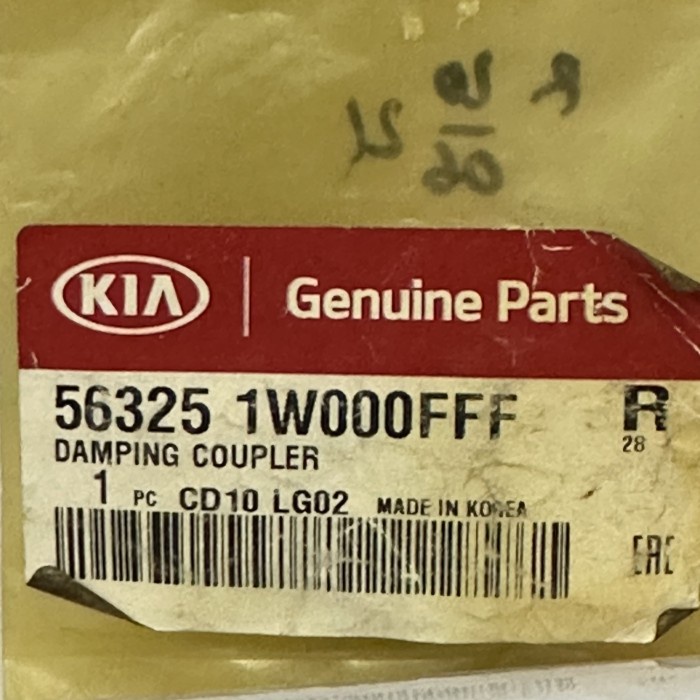 KIA Genuine Parts
56325 1W000FFF R
28
DAMPING COUPLER
1 PC CD10 LG02 MADE IN KOREA
EAC